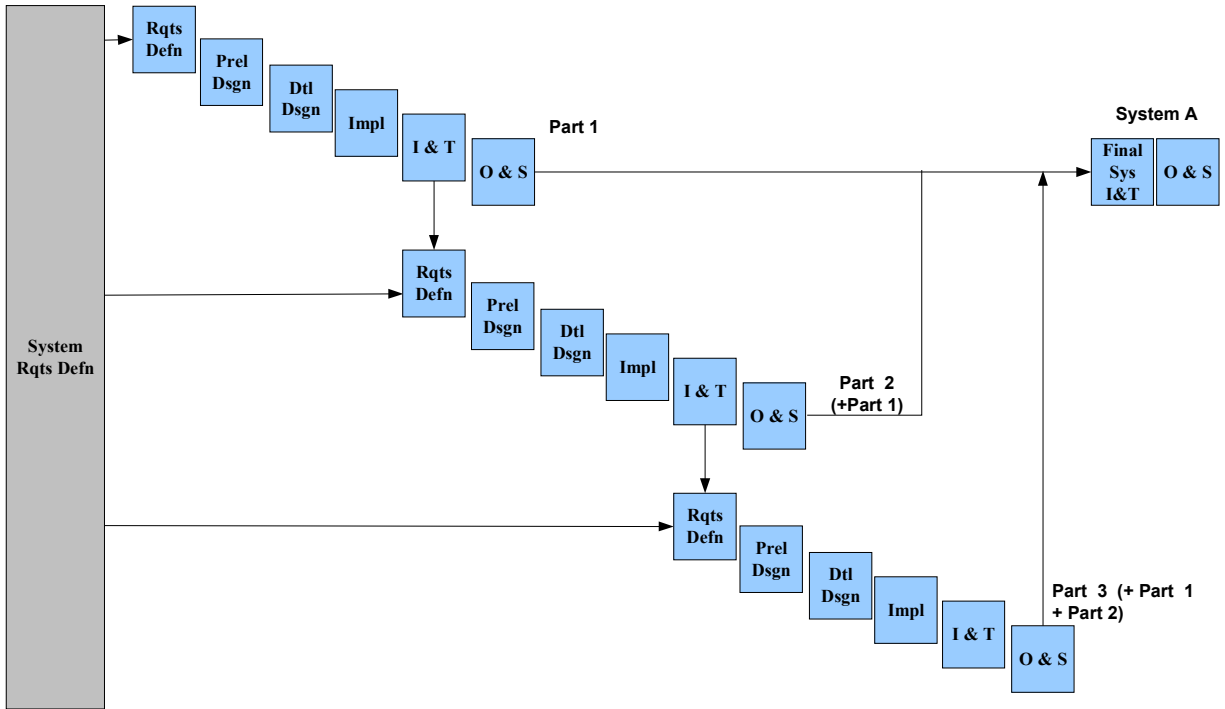 System
Rqts Defn
Rqts
Defn
Prel
Dsgn
Dtl
Dsgn
Impl
I & T
O & S
Part 1
System A
Final
Sys
I&T
O & S
Rqts
Defn
Prel
Dsgn
Dtl
Dsgn
Impl
I & T
O & S
Part 2
(+Part 1)
Rqts
Defn
Prel
Dsgn
Dtl
Dsgn
Impl
I & T
O & S
Part 3 (+ Part 1
+ Part 2)